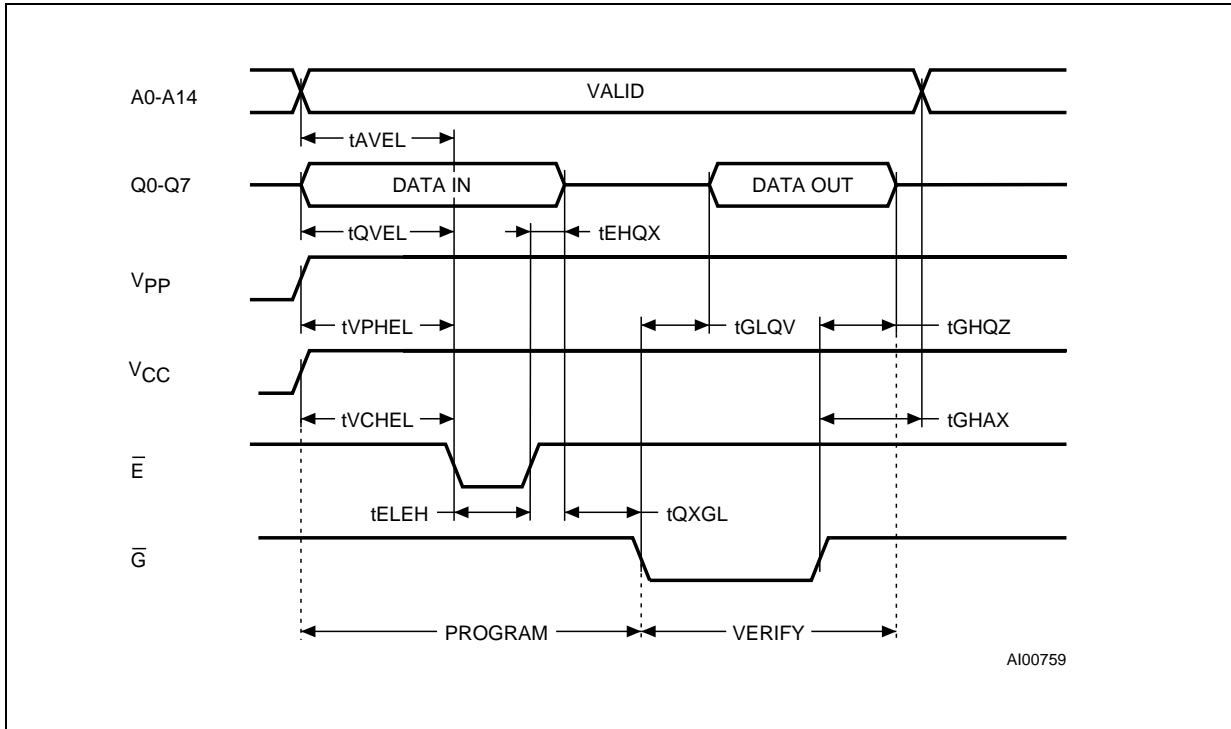 A0-A14
VALID
tAVEL
Q0-Q7
DATA IN
DATA OUT
tQVEL
tEHQX
VPP
tVPHEL
tGLQV
tGHQZ
VCC
tVCHEL
tGHAX
E̅
tELEH
tQXGL
G̅
PROGRAM
VERIFY
AI00759